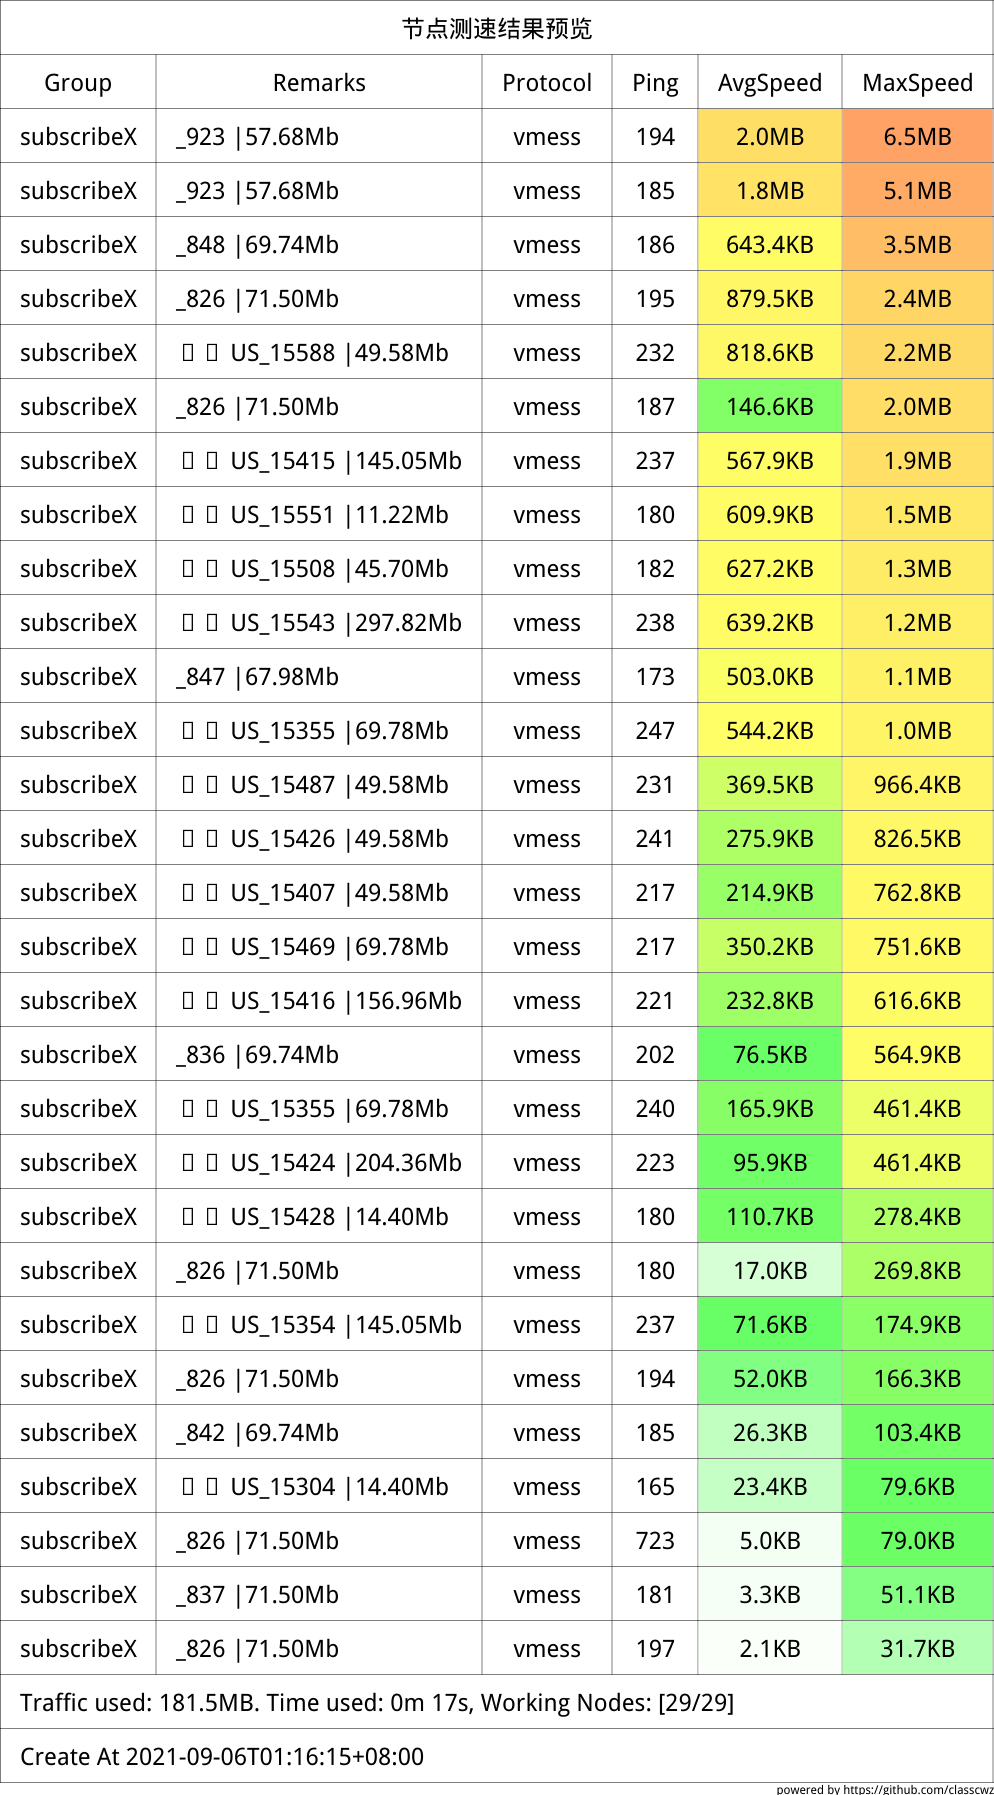 节点测速结果预览
Group Remarks Protocol Ping AvgSpeed MaxSpeed
subscribeX _923 |57.68Mb vmess 194 2.0MB 6.5MB
subscribeX _923 |57.68Mb vmess 185 1.8MB 5.1MB
subscribeX _848 |69.74Mb vmess 186 643.4KB 3.5MB
subscribeX _826 |71.50Mb vmess 195 879.5KB 2.4MB
subscribeX US_15588 |49.58Mb vmess 232 818.6KB 2.2MB
subscribeX _826 |71.50Mb vmess 187 146.6KB 2.0MB
subscribeX US_15415 |145.05Mb vmess 237 567.9KB 1.9MB
subscribeX US_15551 |11.22Mb vmess 180 609.9KB 1.5MB
subscribeX US_15508 |45.70Mb vmess 182 627.2KB 1.3MB
subscribeX US_15543 |297.82Mb vmess 238 639.2KB 1.2MB
subscribeX _847 |67.98Mb vmess 173 503.0KB 1.1MB
subscribeX US_15355 |69.78Mb vmess 247 544.2KB 1.0MB
subscribeX US_15487 |49.58Mb vmess 231 369.5KB 966.4KB
subscribeX US_15426 |49.58Mb vmess 241 275.9KB 826.5KB
subscribeX US_15407 |49.58Mb vmess 217 214.9KB 762.8KB
subscribeX US_15469 |69.78Mb vmess 217 350.2KB 751.6KB
subscribeX US_15416 |156.96Mb vmess 221 232.8KB 616.6KB
subscribeX _836 |69.74Mb vmess 202 76.5KB 564.9KB
subscribeX US_15355 |69.78Mb vmess 240 165.9KB 461.4KB
subscribeX US_15424 |204.36Mb vmess 223 95.9KB 461.4KB
subscribeX US_15428 |14.40Mb vmess 180 110.7KB 278.4KB
subscribeX _826 |71.50Mb vmess 180 17.0KB 269.8KB
subscribeX US_15354 |145.05Mb vmess 237 71.6KB 174.9KB
subscribeX _826 |71.50Mb vmess 194 52.0KB 166.3KB
subscribeX _842 |69.74Mb vmess 185 26.3KB 103.4KB
subscribeX US_15304 |14.40Mb vmess 165 23.4KB 79.6KB
subscribeX _826 |71.50Mb vmess 723 5.0KB 79.0KB
subscribeX _837 |71.50Mb vmess 181 3.3KB 51.1KB
subscribeX _826 |71.50Mb vmess 197 2.1KB 31.7KB
Traffic used: 181.5MB. Time used: 0m 17s, Working Nodes: [29/29]
Create At 2021-09-06T01:16:15+08:00
powered by https://github.com/classcwz